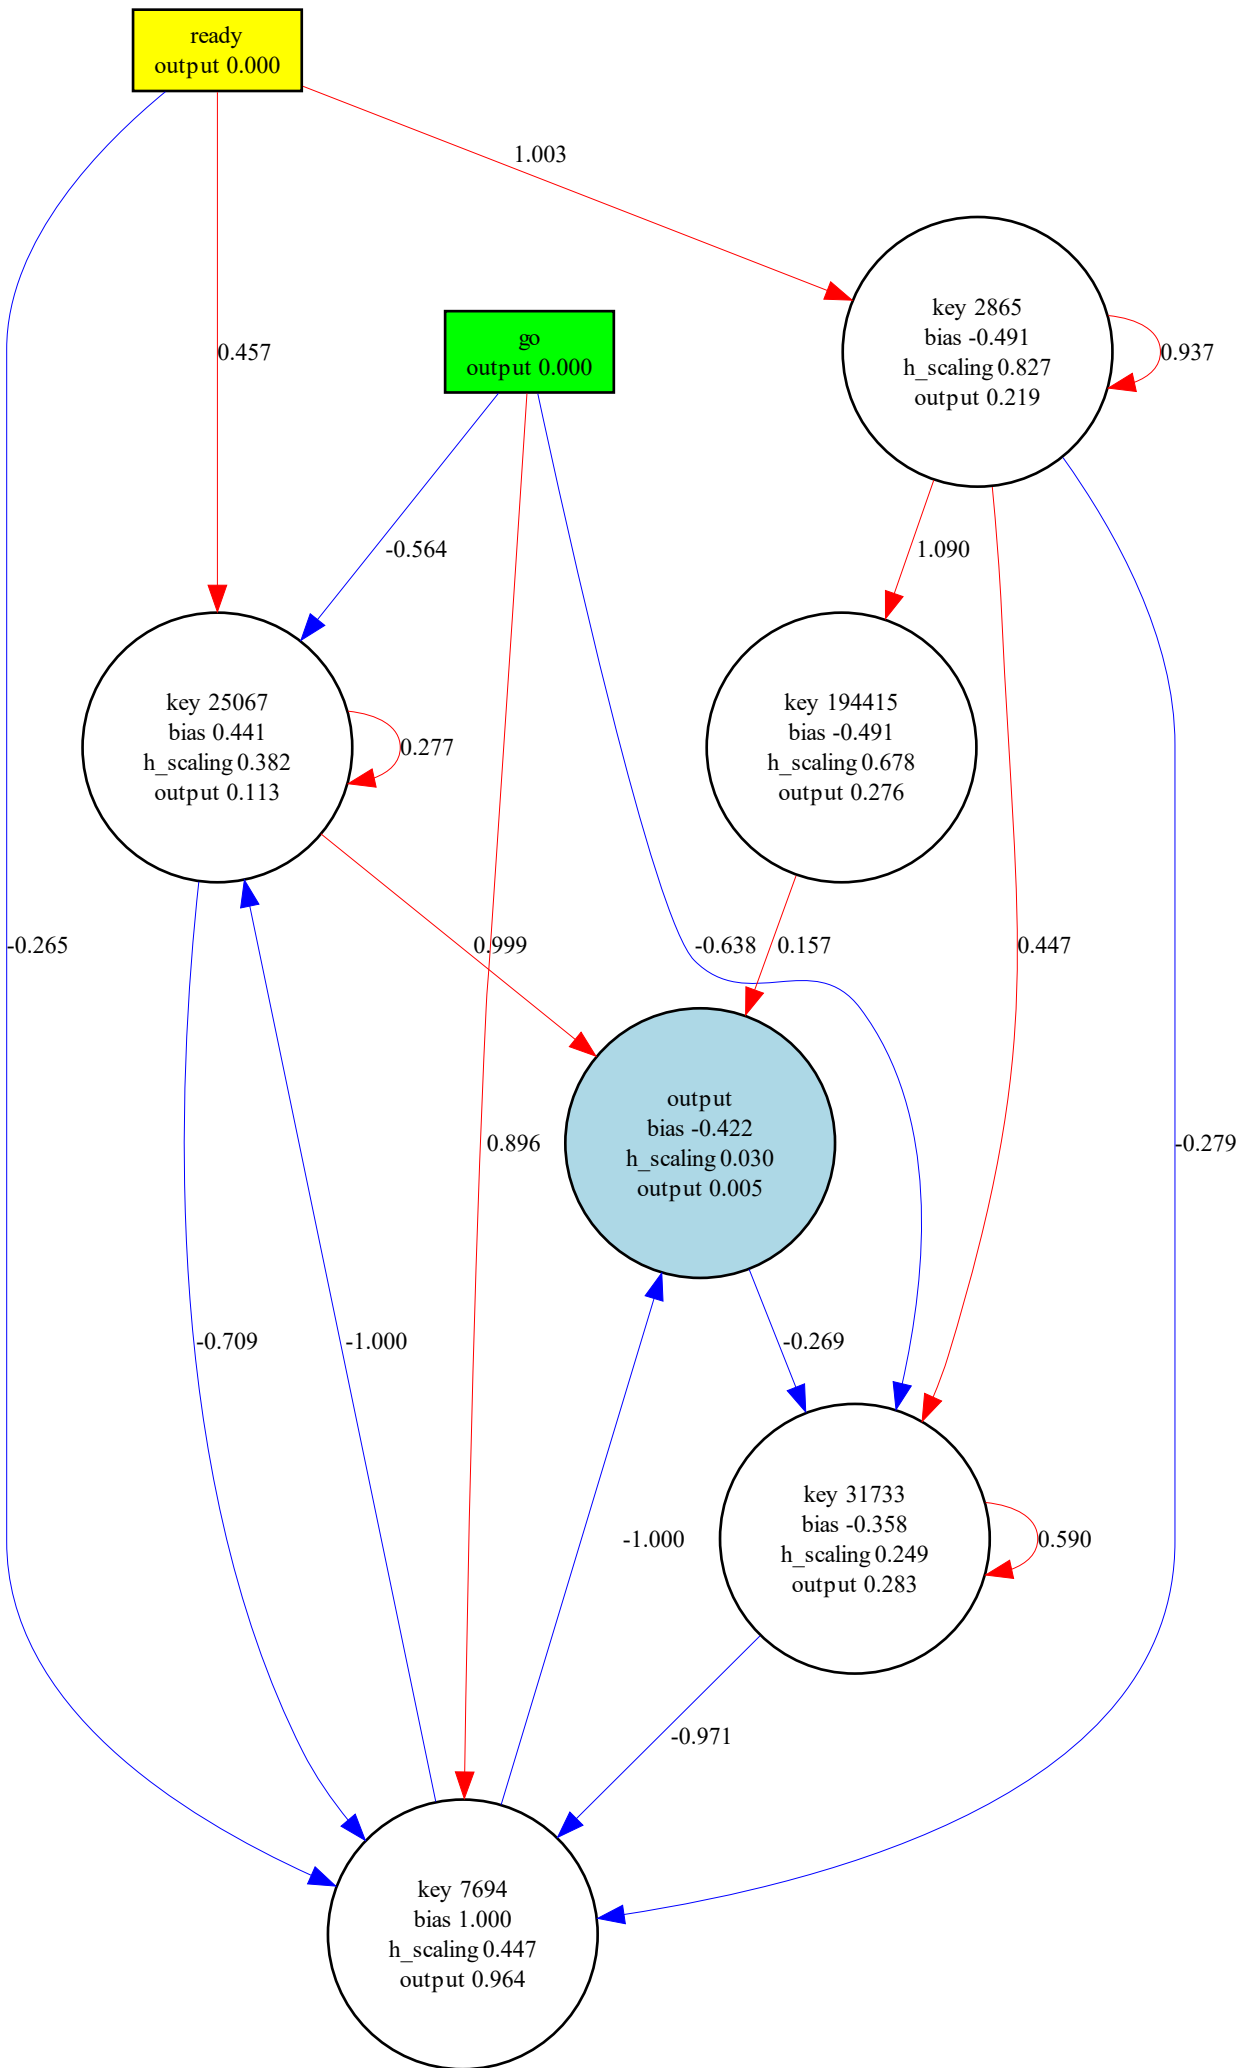 ready
output 0.000
1.003
key 2865
bias -0.491
h_scaling 0.827
output 0.219
0.937
go
output 0.000
0.457
-0.564
1.090
key 25067
bias 0.441
h_scaling 0.382
output 0.113
0.277
key 194415
bias -0.491
h_scaling 0.678
output 0.276
-0.265
0.999
-0.638
0.157
0.447
output
bias -0.422
h_scaling 0.030
output 0.005
0.896
-0.279
-0.709
-1.000
-0.269
key 31733
bias -0.358
h_scaling 0.249
output 0.283
-1.000
0.590
-0.971
key 7694
bias 1.000
h_scaling 0.447
output 0.964